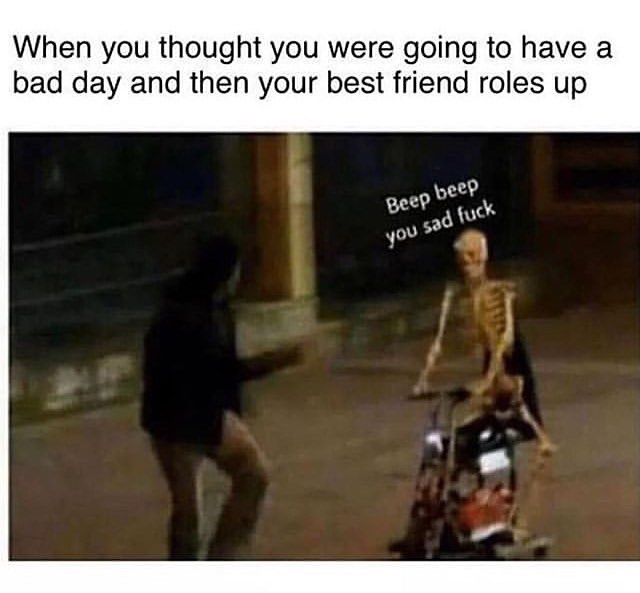 When you thought you were going to have a
bad day and then your best friend roles up
Beep beep
you sad fuck